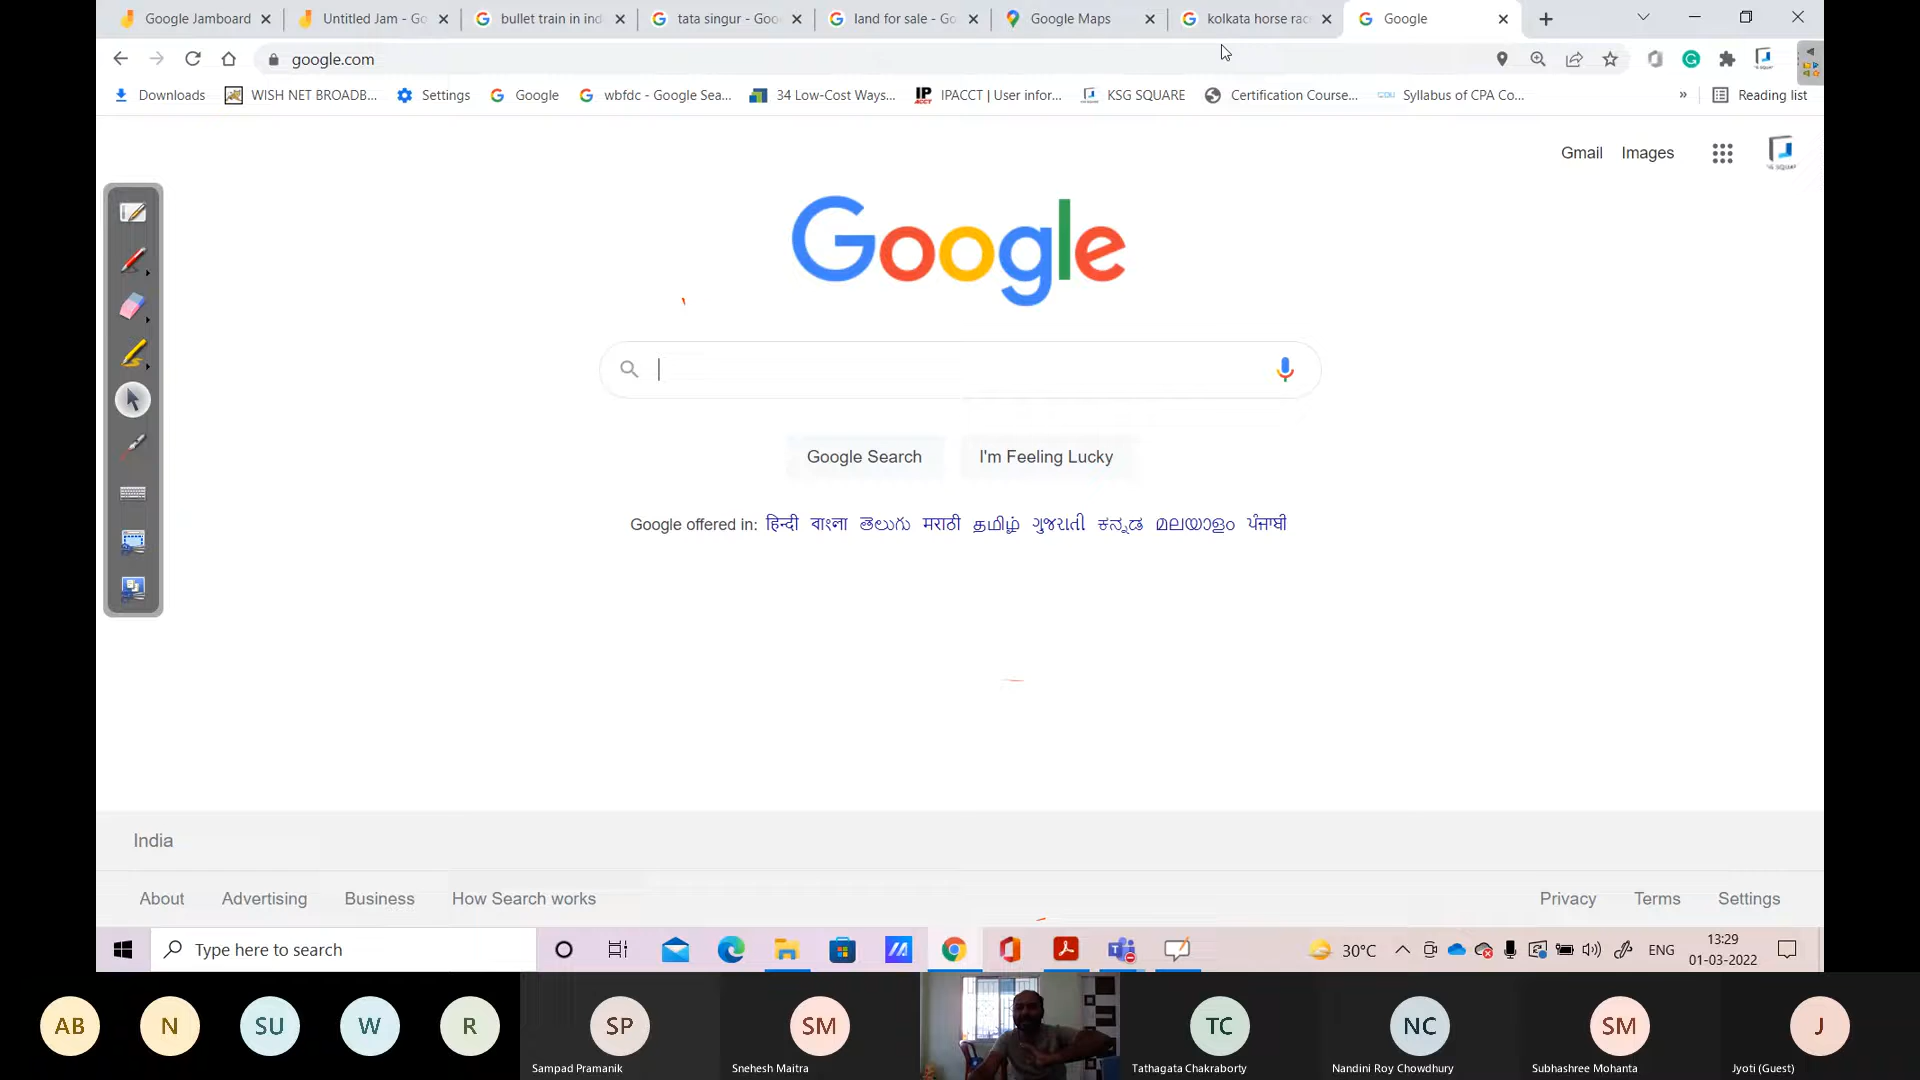 Google Jamboard
Untitled Jam - Go
bullet train in ind
tata singur - Goo
land for sale - Go
Google Maps
kolkata horse rac
Google
google.com
Downloads
WISH NET BROADB...
Settings
Google
wbfdc - Google Sea...
34 Low-Cost Ways...
IPACCT | User infor...
KSG SQUARE
Certification Course...
Syllabus of CPA Co...
»
Reading list
Gmail
Images
Google
Google Search
I'm Feeling Lucky
Google offered in: हिन्दी বাংলা తెలుగు मराठी தமிழ் ગુજરાતી ಕನ್ನಡ മലയാളം ਪੰਜਾਬੀ
India
About
Advertising
Business
How Search works
Privacy
Terms
Settings
Type here to search
30°C
ENG
13:29
01-03-2022
AB
N
SU
W
R
SP
SM
TC
NC
SM
J
Sampad Pramanik
Snehesh Maitra
Tathagata Chakraborty
Nandini Roy Chowdhury
Subhashree Mohanta
Jyoti (Guest)